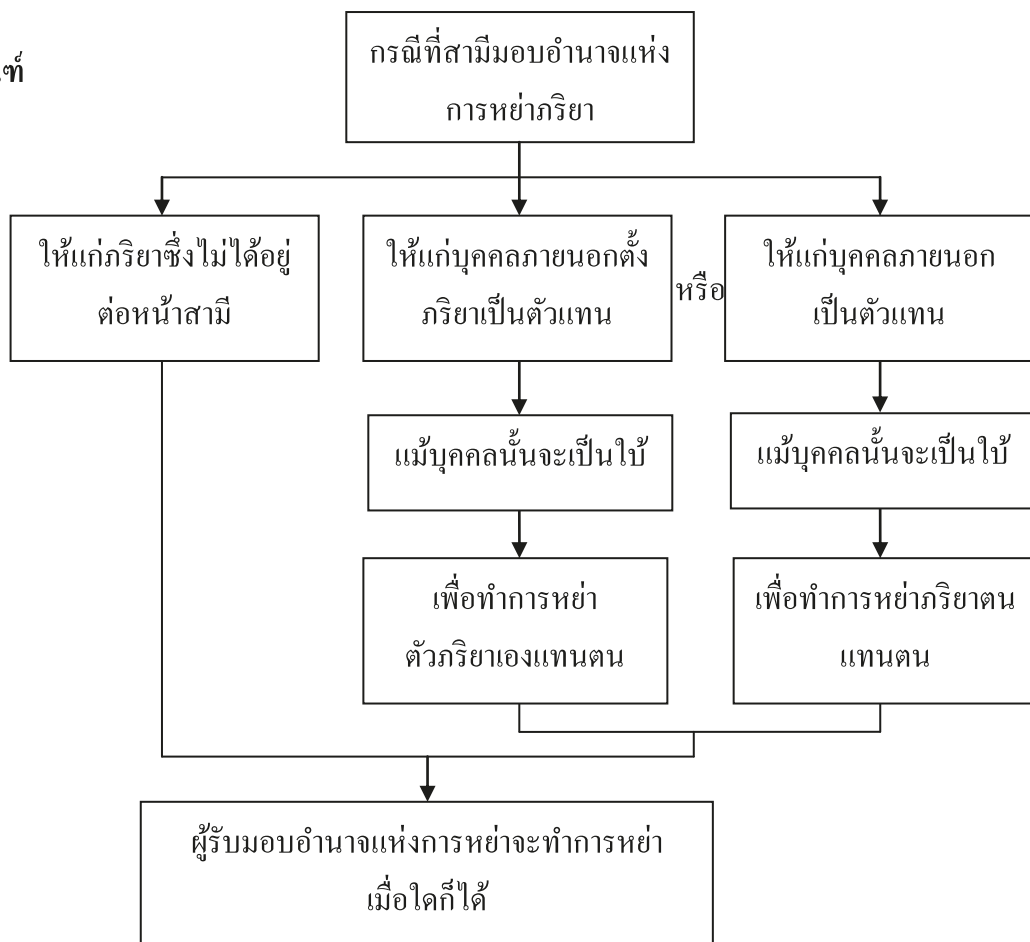 กรณีที่สามีมอบอำนาจแห่ง
การหย่าภริยา
ให้แก่ภริยาซึ่งไม่ได้อยู่
ต่อหน้าสามี
ให้แก่บุคคลภายนอกตั้ง
ภริยาเป็นตัวแทน
หรือ
ให้แก่บุคคลภายนอก
เป็นตัวแทน
แม้บุคคลนั้นจะเป็นใบ้
แม้บุคคลนั้นจะเป็นใบ้
เพื่อทำการหย่า
ตัวภริยาเองแทนตน
เพื่อทำการหย่าภริยาตน
แทนตน
ผู้รับมอบอำนาจแห่งการหย่าจะทำการหย่า
เมื่อใดก็ได้